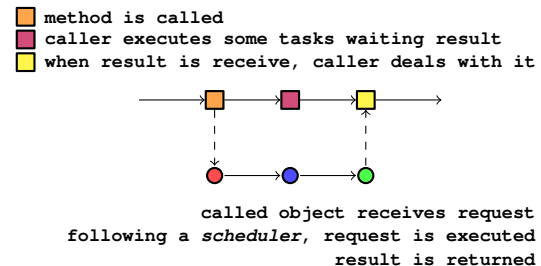 method is called
caller executes some tasks waiting result
when result is receive, caller deals with it
called object receives request
following a scheduler, request is executed
result is returned